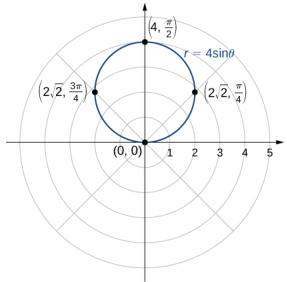 (4, π/2)
r = 4sinθ
(2√2, 3π/4)
(2√2, π/4)
(0, 0)
1 2 3 4 5